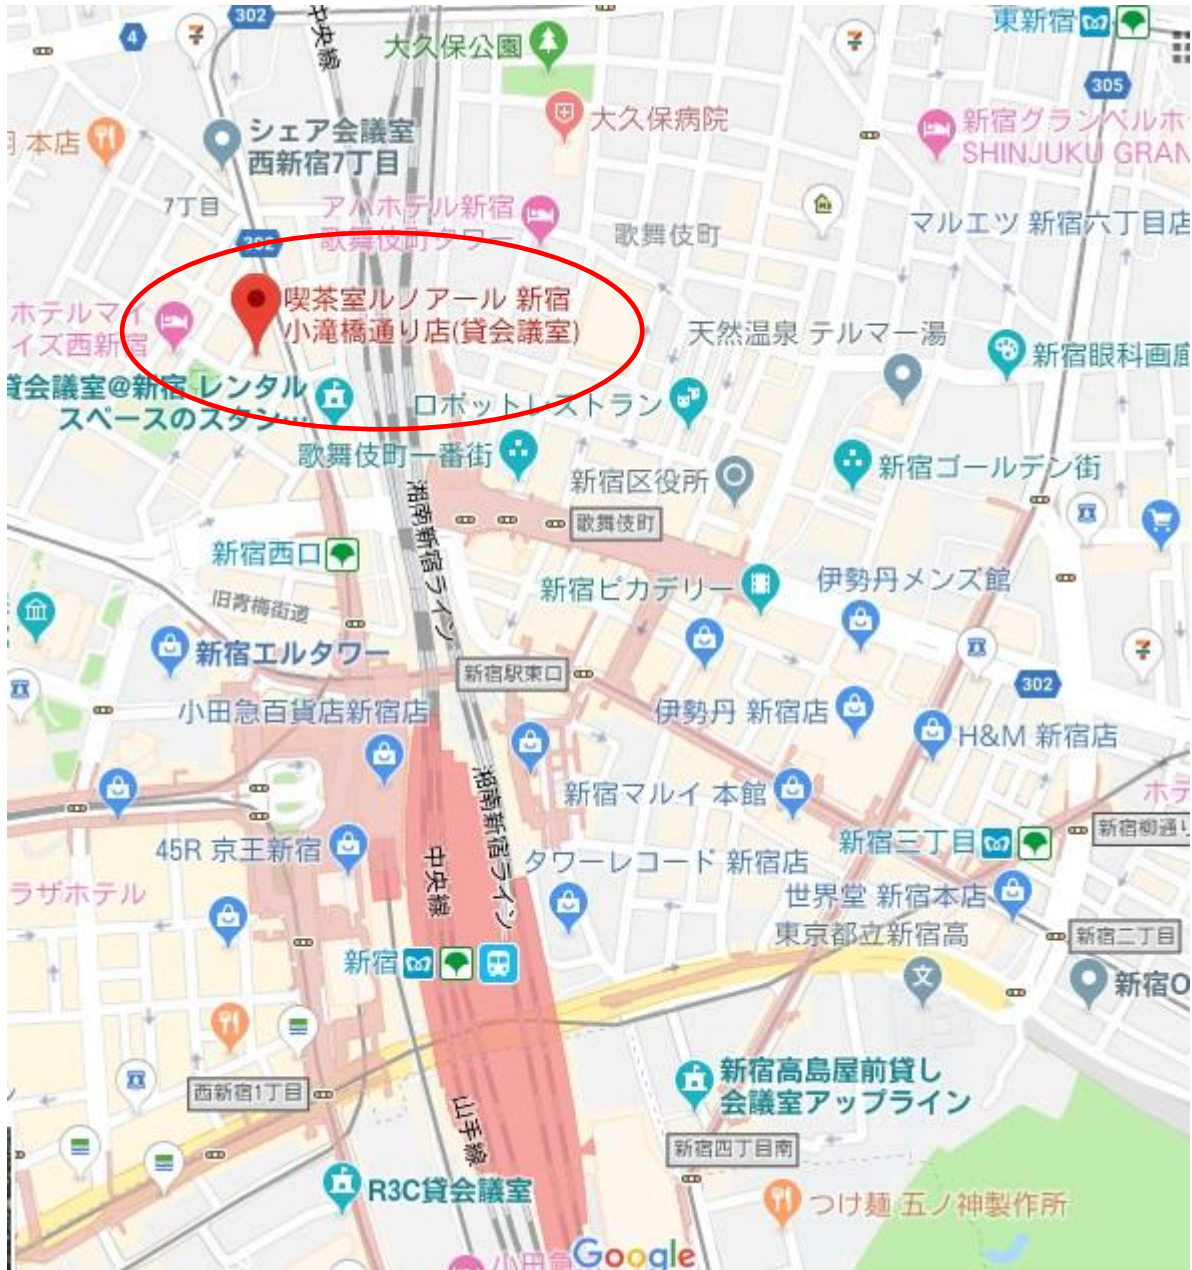 302
中央線
4
大久保公園
東新宿
305
シェア会議室
西新宿7丁目
大久保病院
新宿グランベルホ
SHINJUKU GRAN
本店
7丁目
アパホテル新宿
歌舞伎町タワー
歌舞伎町
マルエツ 新宿六丁目店
302
喫茶室ルノアール 新宿
小滝橋通り店(貸会議室)
ホテルマイ
イズ西新宿
天然温泉 テルマー湯
新宿眼科画廊
貸会議室@新宿 レンタル
スペースのスタン…
ロボットレストラン
歌舞伎町一番街
新宿区役所
新宿ゴールデン街
湘南新宿ライン
歌舞伎町
新宿西口
旧青梅街道
新宿ピカデリー
伊勢丹メンズ館
新宿エルタワー
新宿駅東口
302
小田急百貨店新宿店
伊勢丹 新宿店
H&M 新宿店
湘南新宿ライン
新宿マルイ 本館
ホテ
新宿柳通り
45R 京王新宿
中央線
タワーレコード 新宿店
新宿三丁目
ラザホテル
世界堂 新宿本店
東京都立新宿高
新宿二丁目
新宿
新宿O
西新宿1丁目
山手線
新宿高島屋前貸し
会議室アップライン
新宿四丁目南
R3C貸会議室
つけ麺 五ノ神製作所
小田急
Google